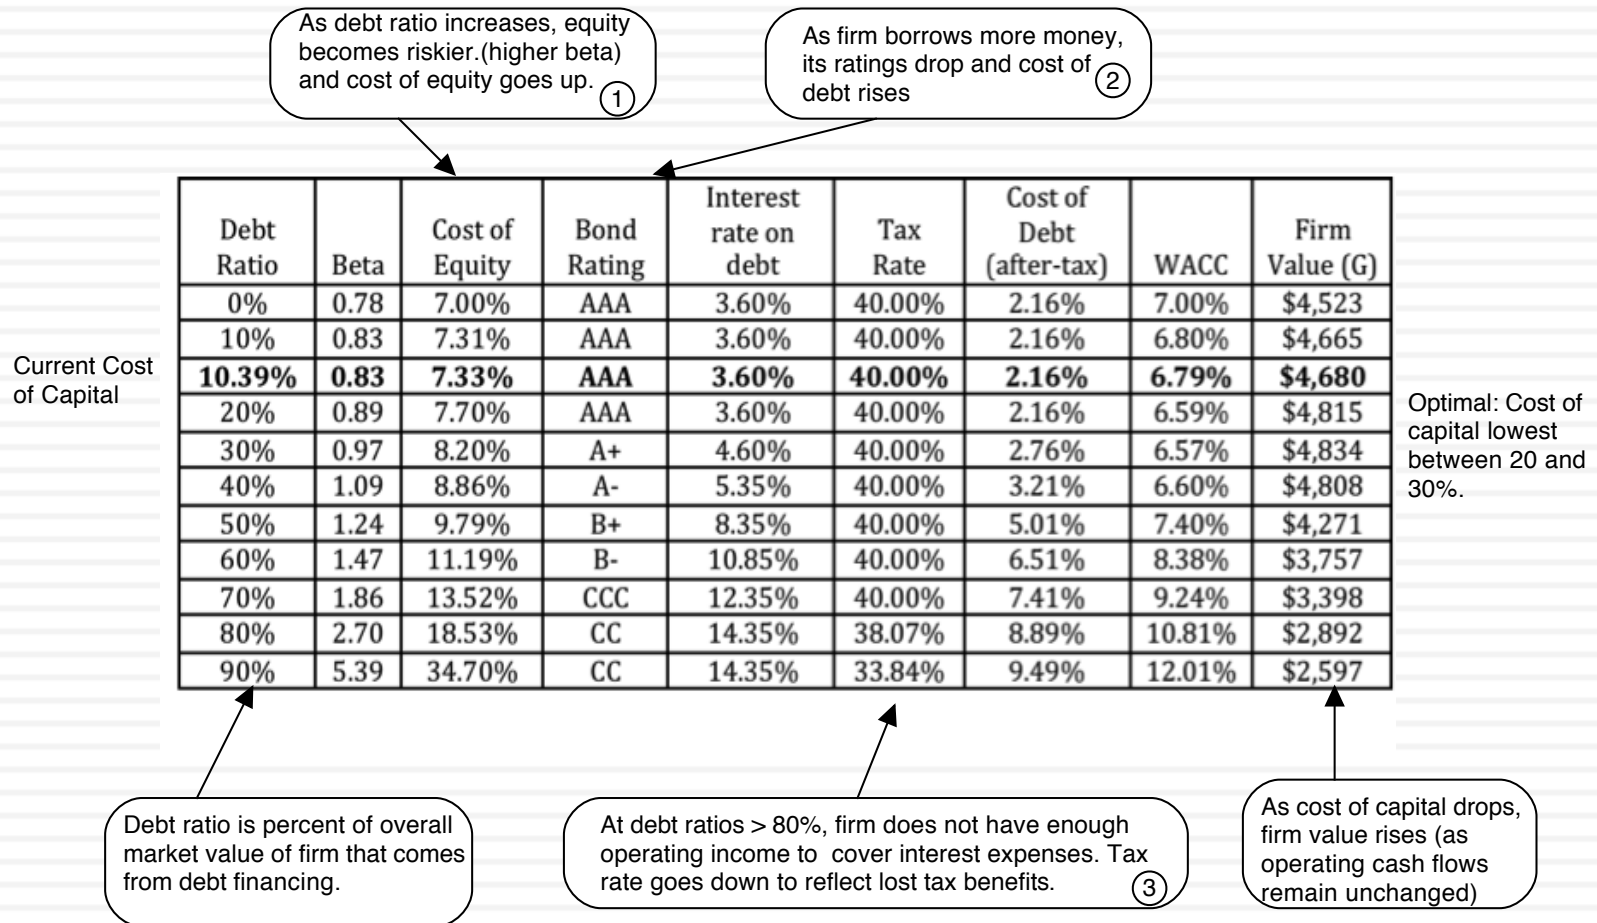 As debt ratio increases, equity
becomes riskier.(higher beta)
and cost of equity goes up.
1
As firm borrows more money,
its ratings drop and cost of
debt rises
2
Debt Ratio Beta Cost of Equity Bond Rating Interest rate on debt Tax Rate Cost of Debt (after-tax) WACC Firm Value (G)
0% 0.78 7.00% AAA 3.60% 40.00% 2.16% 7.00% $4,523
10% 0.83 7.31% AAA 3.60% 40.00% 2.16% 6.80% $4,665
Current Cost
of Capital
10.39% 0.83 7.33% AAA 3.60% 40.00% 2.16% 6.79% $4,680
20% 0.89 7.70% AAA 3.60% 40.00% 2.16% 6.59% $4,815
30% 0.97 8.20% A+ 4.60% 40.00% 2.76% 6.57% $4,834
40% 1.09 8.86% A- 5.35% 40.00% 3.21% 6.60% $4,808
50% 1.24 9.79% B+ 8.35% 40.00% 5.01% 7.40% $4,271
60% 1.47 11.19% B- 10.85% 40.00% 6.51% 8.38% $3,757
70% 1.86 13.52% CCC 12.35% 40.00% 7.41% 9.24% $3,398
80% 2.70 18.53% CC 14.35% 38.07% 8.89% 10.81% $2,892
90% 5.39 34.70% CC 14.35% 33.84% 9.49% 12.01% $2,597
Optimal: Cost of
capital lowest
between 20 and
30%.
Debt ratio is percent of overall
market value of firm that comes
from debt financing.
At debt ratios > 80%, firm does not have enough
operating income to cover interest expenses. Tax
rate goes down to reflect lost tax benefits.
3
As cost of capital drops,
firm value rises (as
operating cash flows
remain unchanged)